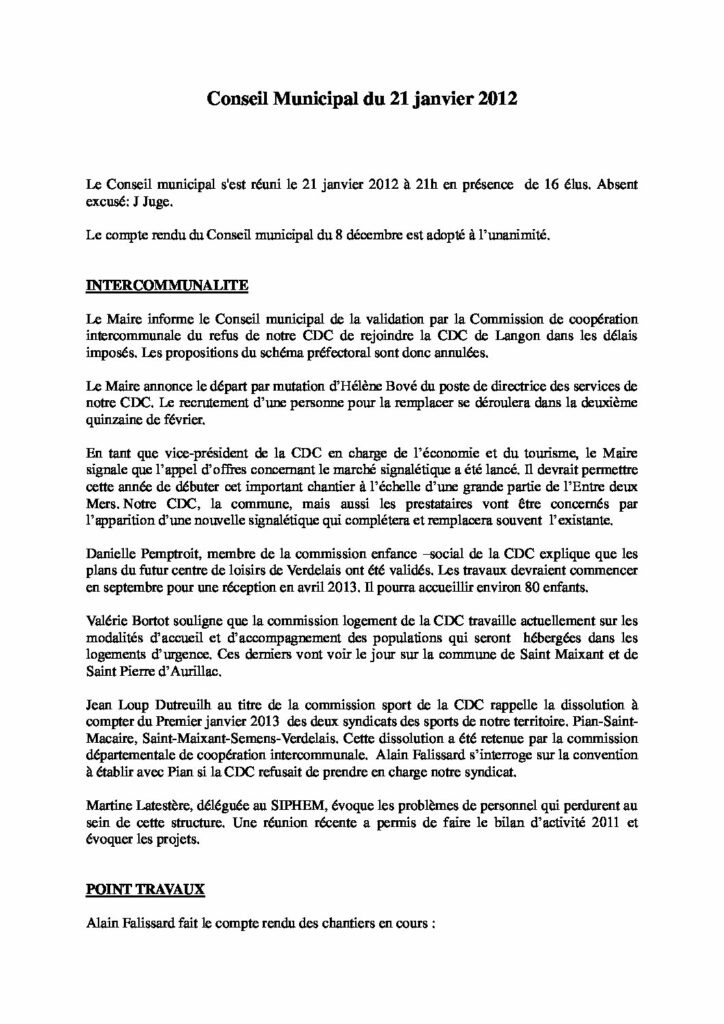 Conseil Municipal du 21 janvier 2012
Le Conseil municipal s'est réuni le 21 janvier 2012 à 21h en présence de 16 élus. Absent
excusé: J Juge.
Le compte rendu du Conseil municipal du 8 décembre est adopté à l’unanimité.
INTERCOMMUNALITE
Le Maire informe le Conseil municipal de la validation par la Commission de coopération
intercommunale du refus de notre CDC de rejoindre la CDC de Langon dans les délais
imposés. Les propositions du schéma préfectoral sont donc annulées.
Le Maire annonce le départ par mutation d’Hélène Bové du poste de directrice des services de
notre CDC. Le recrutement d’une personne pour la remplacer se déroulera dans la deuxième
quinzaine de février.
En tant que vice-président de la CDC en charge de l’économie et du tourisme, le Maire
signale que l’appel d’offres concernant le marché signalétique a été lancé. Il devrait permettre
cette année de débuter cet important chantier à l’échelle d’une grande partie de l’Entre deux
Mers. Notre CDC, la commune, mais aussi les prestataires vont être concernés par
l’apparition d’une nouvelle signalétique qui complétera et remplacera souvent l’existante.
Danielle Pemptroit, membre de la commission enfance –social de la CDC explique que les
plans du futur centre de loisirs de Verdelais ont été validés. Les travaux devraient commencer
en septembre pour une réception en avril 2013. Il pourra accueillir environ 80 enfants.
Valérie Bortot souligne que la commission logement de la CDC travaille actuellement sur les
modalités d’accueil et d’accompagnement des populations qui seront hébergées dans les
logements d’urgence. Ces derniers vont voir le jour sur la commune de Saint Maixant et de
Saint Pierre d’Aurillac.
Jean Loup Dutreuilh au titre de la commission sport de la CDC rappelle la dissolution à
compter du Premier janvier 2013 des deux syndicats des sports de notre territoire. Pian-Saint-
Macaire, Saint-Maixant-Semens-Verdelais. Cette dissolution a été retenue par la commission
départementale de coopération intercommunale. Alain Falissard s’interroge sur la convention
à établir avec Pian si la CDC refusait de prendre en charge notre syndicat.
Martine Latestère, déléguée au SIPHEM, évoque les problèmes de personnel qui perdurent au
sein de cette structure. Une réunion récente a permis de faire le bilan d’activité 2011 et
évoquer les projets.
POINT TRAVAUX
Alain Falissard fait le compte rendu des chantiers en cours :